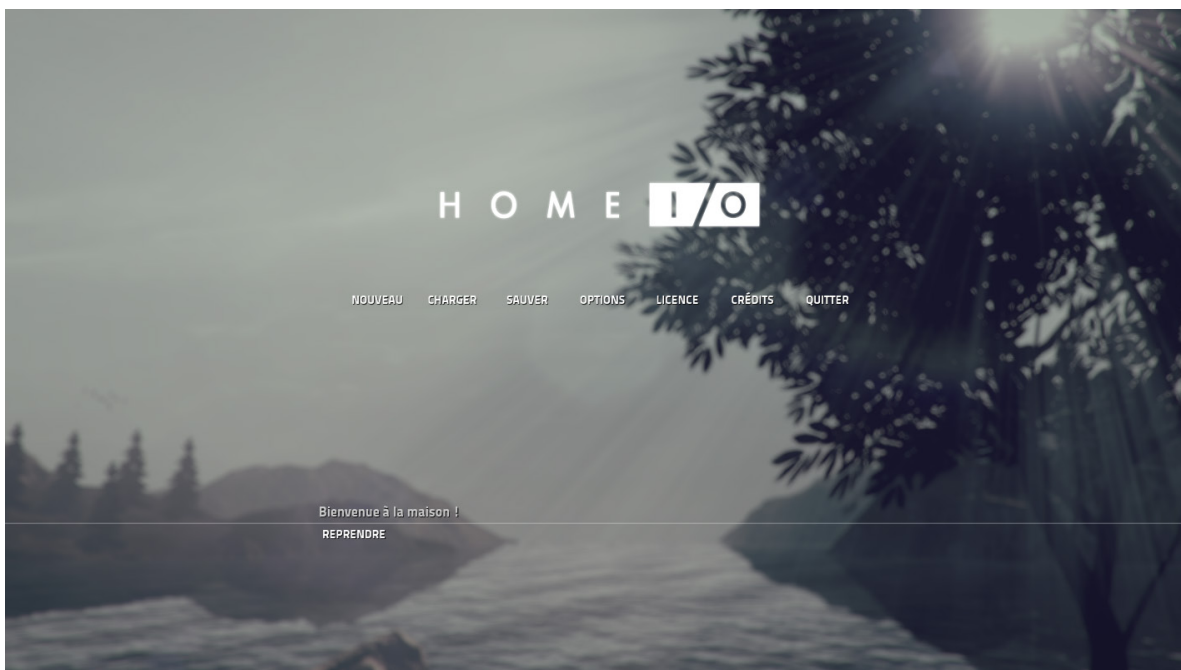 HOME I/O
NOUVEAU CHARGER SAUVER OPTIONS LICENCE CRÉDITS QUITTER
Bienvenue à la maison !
REPRENDRE